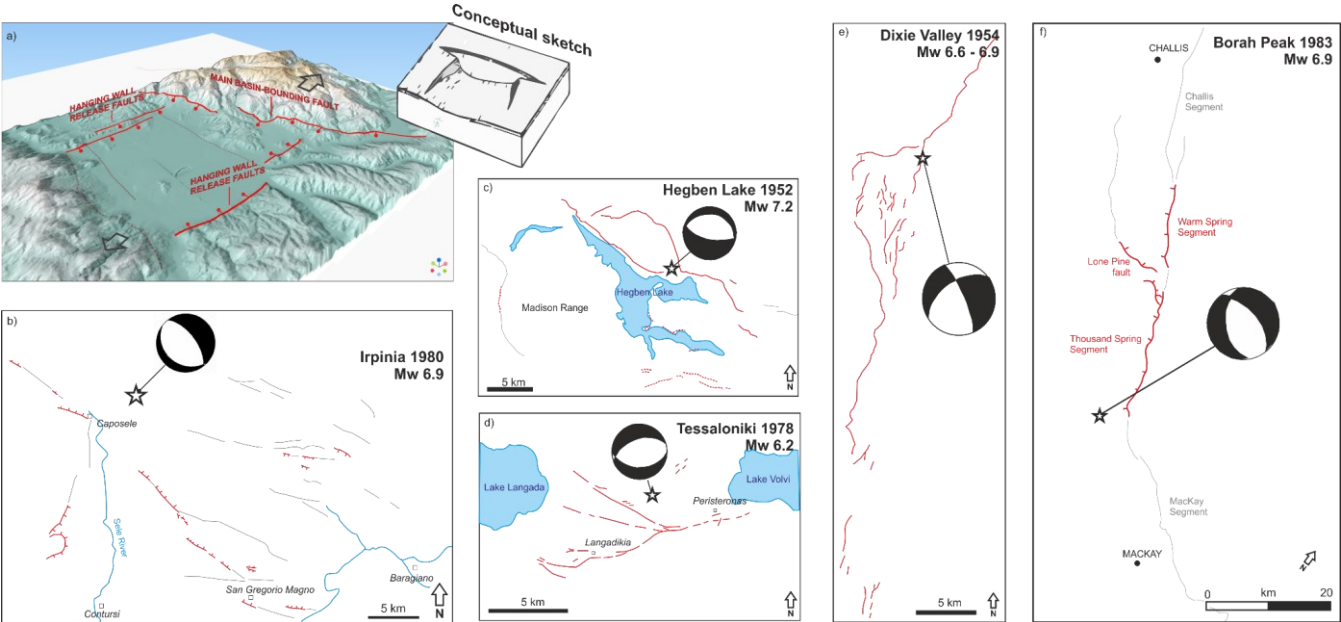 a)
HANGING WALL
RELEASE FAULTS
MAIN BASIN-BOUNDING FAULT
HANGING WALL
RELEASE FAULTS
Conceptual sketch
b)
Irpinia 1980
Mw 6.9
Caposele
Sele River
San Gregorio Magno
Baragiano
Contursi
5 km
N
c)
Hegben Lake 1952
Mw 7.2
Madison Range
Hegben Lake
5 km
N
d)
Tessaloniki 1978
Mw 6.2
Lake Langada
Lake Volvi
Peristeronas
Langadikia
5 km
N
e)
Dixie Valley 1954
Mw 6.6 - 6.9
5 km
N
f)
Borah Peak 1983
Mw 6.9
CHALLIS
Challis
Segment
Warm Spring
Segment
Lone Pine
fault
Thousand Spring
Segment
MacKay
Segment
MACKAY
N
0 km 20